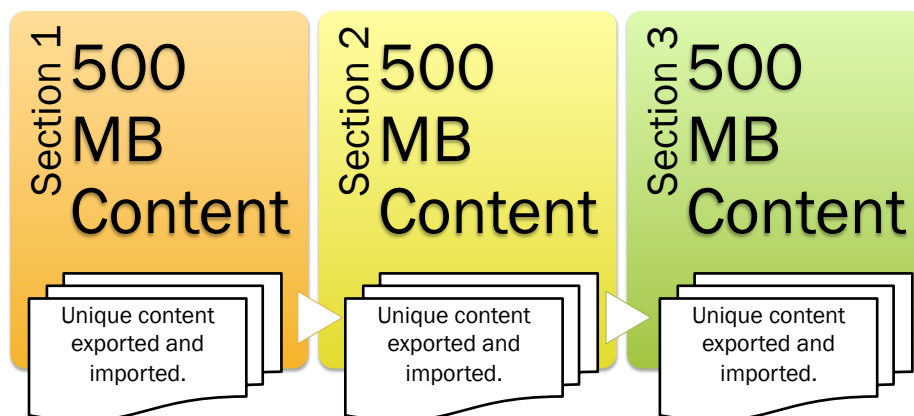 Section 1
500
MB
Content
Unique content
exported and
imported.
Section 2
500
MB
Content
Unique content
exported and
imported.
Section 3
500
MB
Content
Unique content
exported and
imported.